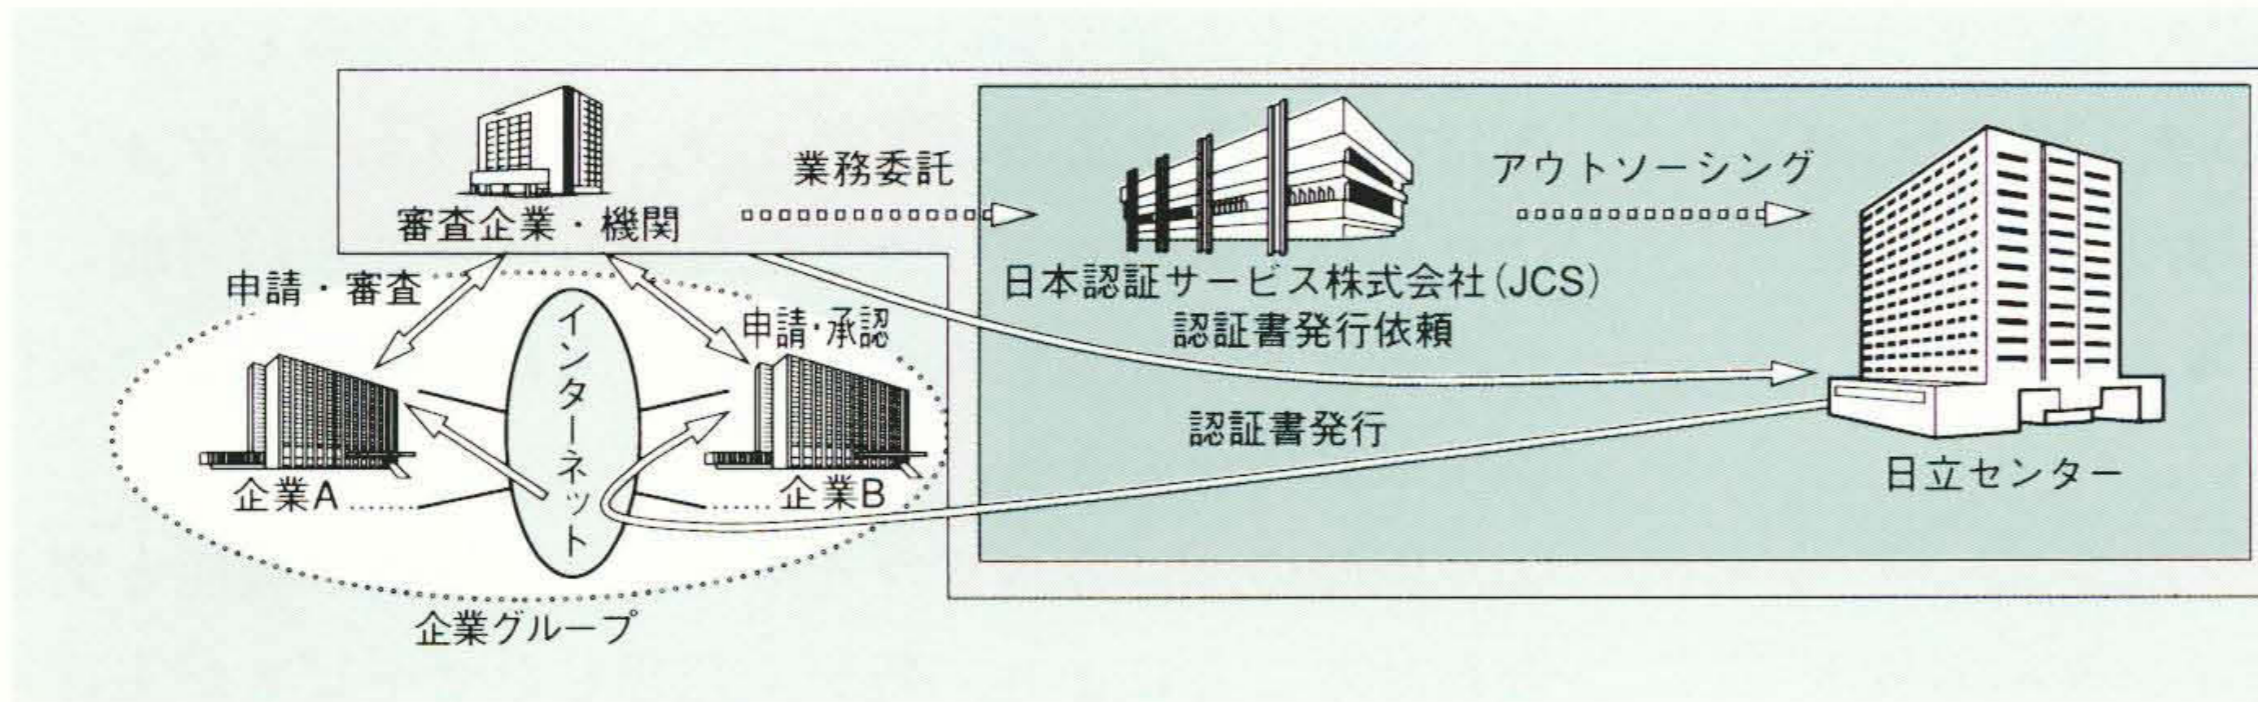 業務委託
アウトソーシング
審査企業・機関
日本認証サービス株式会社(JCS)
申請・審査
申請・承認
認証書発行依頼
インターネット
認証書発行
企業A
企業B
日立センター
企業グループ